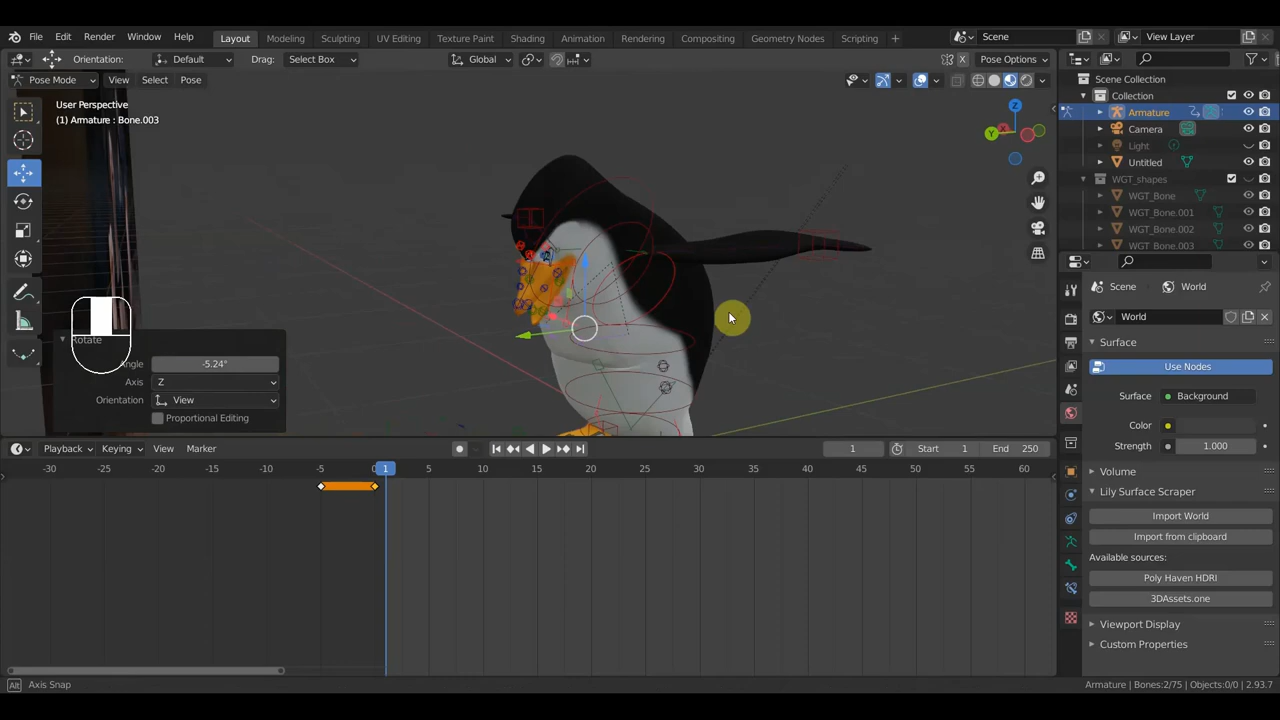 File Edit Render Window Help Layout Modeling Sculpting UV Editing Texture Paint Shading Animation Rendering Compositing Geometry Nodes Scripting + Scene View Layer
Orientation: Default Drag: Select Box Global Pose Options
Pose Mode View Select Pose
User Perspective
(1) Armature : Bone.003
Z
Y
X
Rotate
Angle -5.24°
Axis Z
Orientation View
Proportional Editing
Scene Collection
Collection
Armature
Camera
Light
Untitled
WGT_shapes
WGT_Bone
WGT_Bone.001
WGT_Bone.002
WGT_Bone.003
Scene World
World
Surface
Use Nodes
Surface Background
Color
Strength 1.000
Volume
Lily Surface Scraper
Import World
Import from clipboard
Available sources:
Poly Haven HDRI
3DAssets.one
Viewport Display
Custom Properties
Playback Keying View Marker 1 Start 1 End 250
-30 -25 -20 -15 -10 -5 0 1 5 10 15 20 25 30 35 40 45 50 55 60
Alt Axis Snap
Armature | Bones:2/75 | Objects:0/0 | 2.93.7